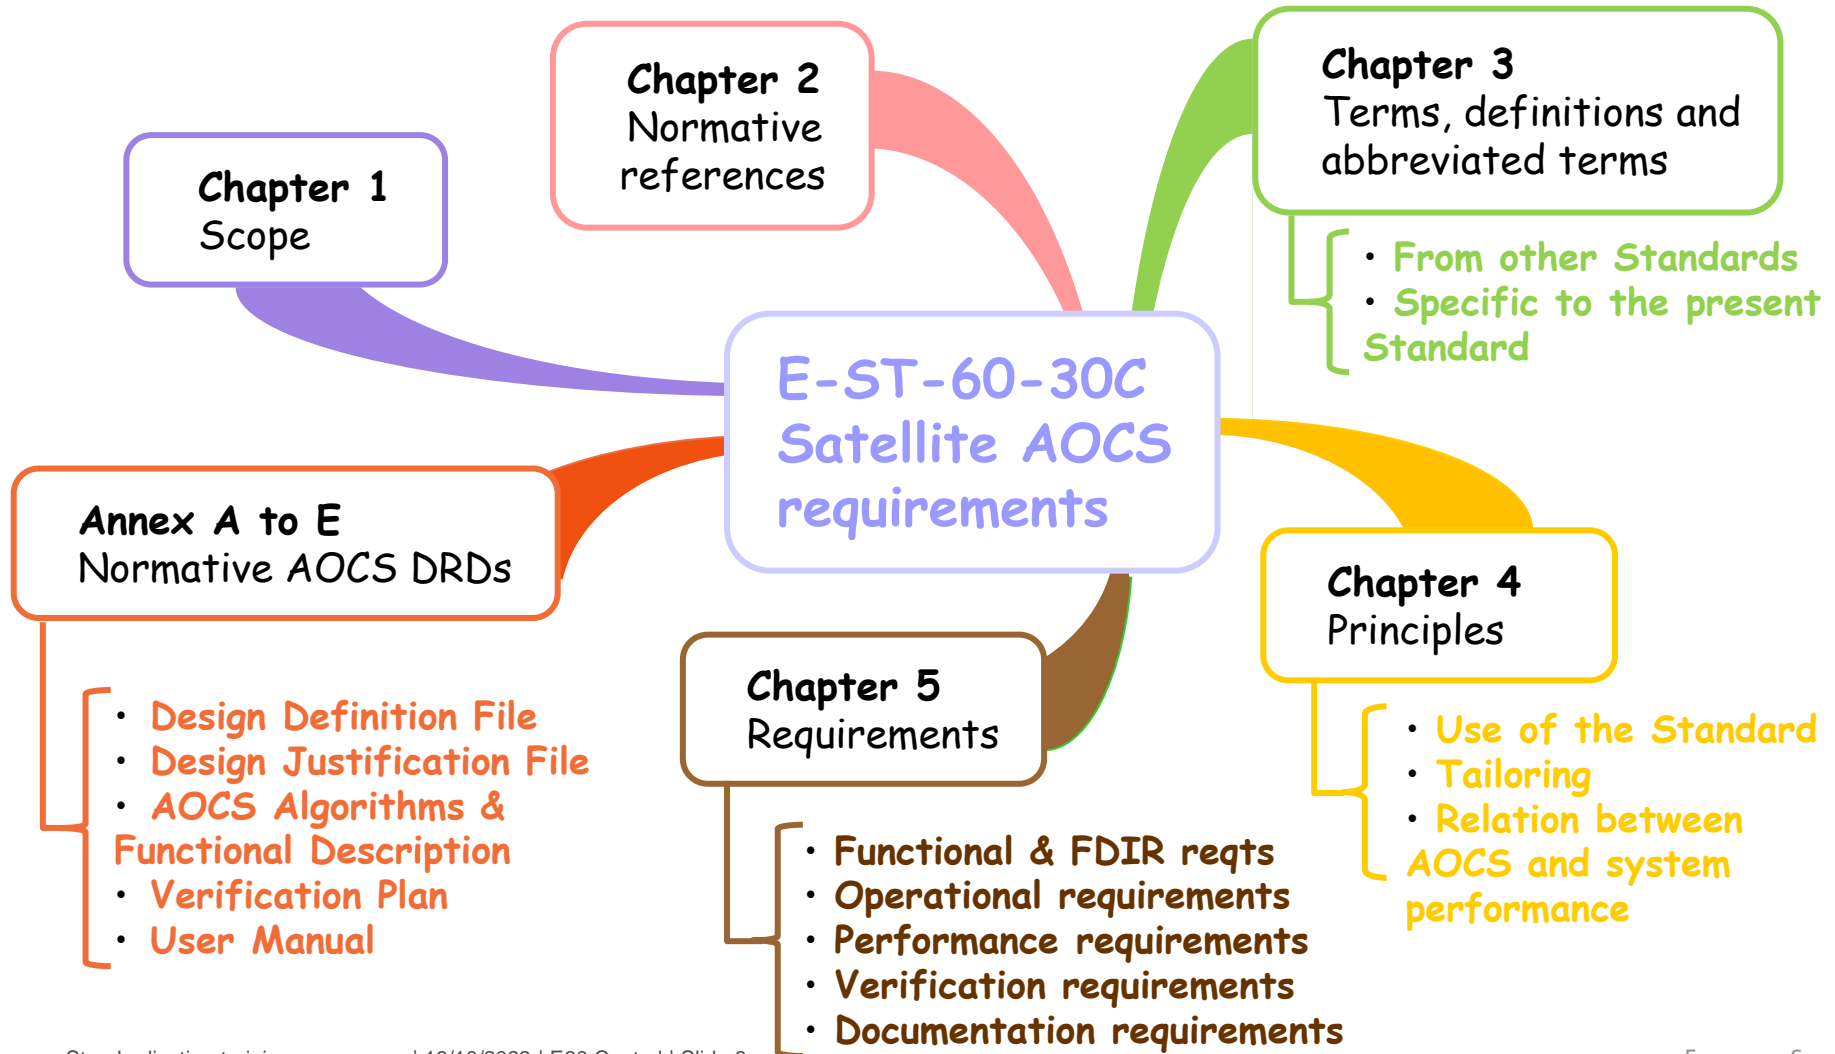 Chapter 1
Scope
Chapter 2
Normative
references
Chapter 3
Terms, definitions and
abbreviated terms
• From other Standards
• Specific to the present
Standard
E-ST-60-30C
Satellite AOCS
requirements
Annex A to E
Normative AOCS DRDs
• Design Definition File
• Design Justification File
• AOCS Algorithms &
Functional Description
• Verification Plan
• User Manual
Chapter 5
Requirements
• Functional & FDIR reqts
• Operational requirements
• Performance requirements
• Verification requirements
• Documentation requirements
Chapter 4
Principles
• Use of the Standard
• Tailoring
• Relation between
AOCS and system
performance